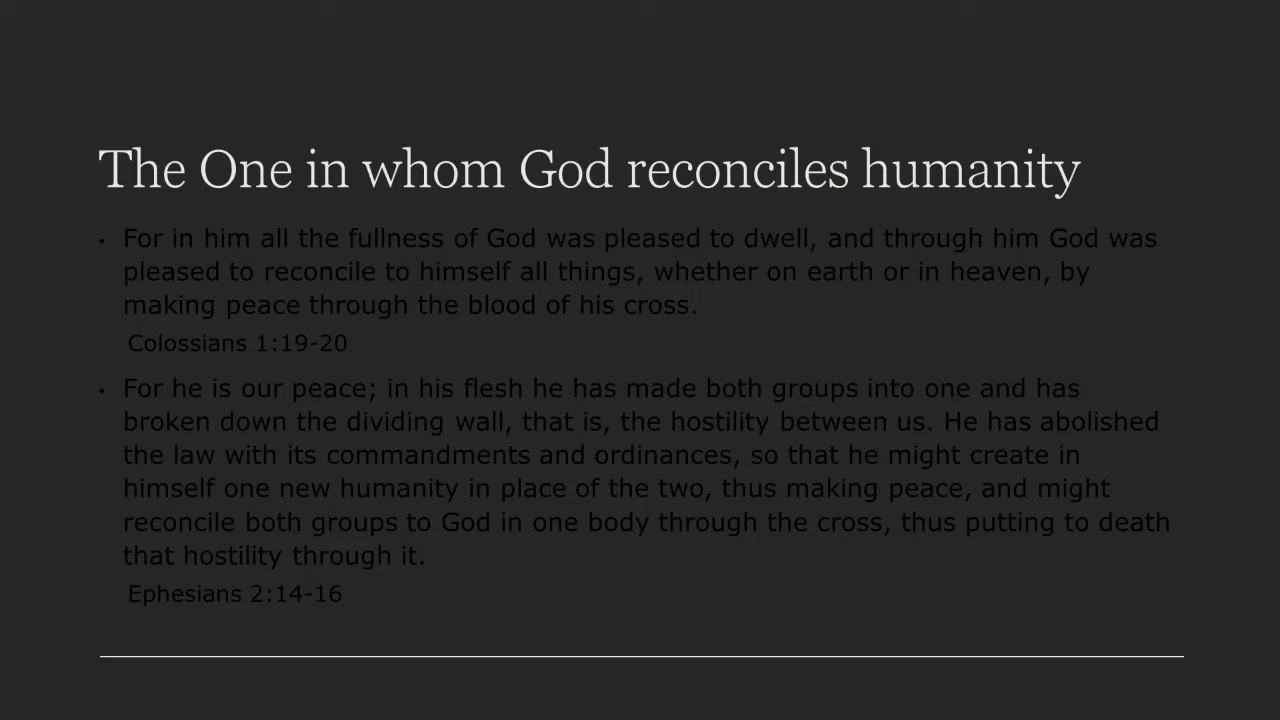 The One in whom God reconciles humanity
• For in him all the fullness of God was pleased to dwell, and through him God was
pleased to reconcile to himself all things, whether on earth or in heaven, by
making peace through the blood of his cross.
Colossians 1:19-20
• For he is our peace; in his flesh he has made both groups into one and has
broken down the dividing wall, that is, the hostility between us. He has abolished
the law with its commandments and ordinances, so that he might create in
himself one new humanity in place of the two, thus making peace, and might
reconcile both groups to God in one body through the cross, thus putting to death
that hostility through it.
Ephesians 2:14-16